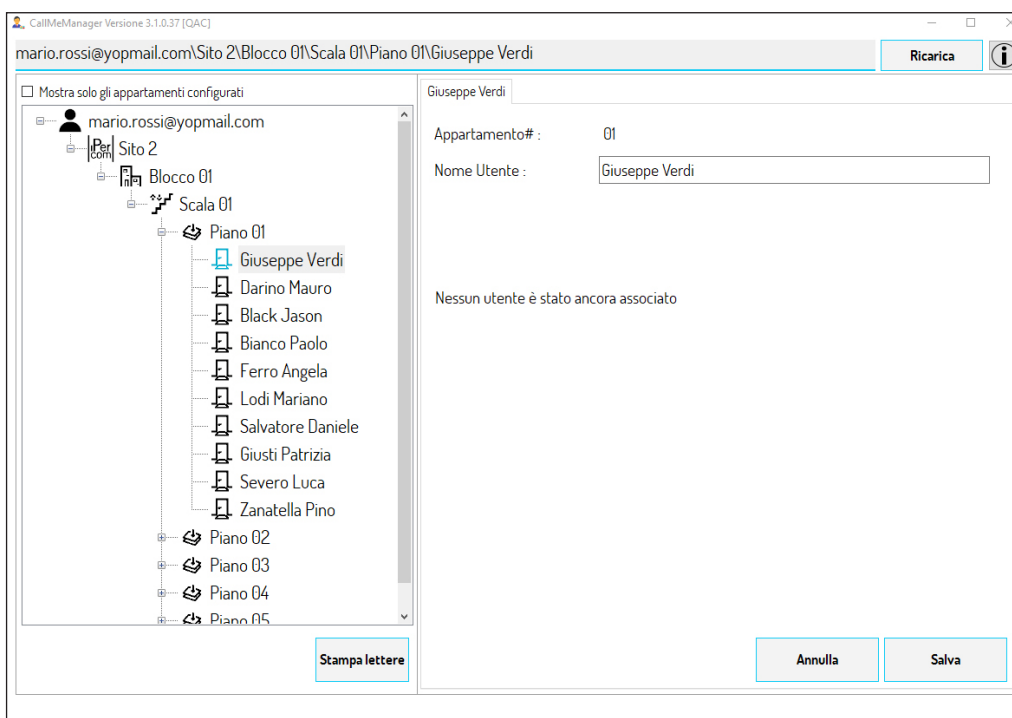 CallMeManager Versione 3.1.0.37 [QAC]
mario.rossi@yopmail.com\Sito 2\Blocco 01\Scala 01\Piano 01\Giuseppe Verdi
Ricarica
Mostra solo gli appartamenti configurati
mario.rossi@yopmail.com
iPer com Sito 2
Blocco 01
Scala 01
Piano 01
Giuseppe Verdi
Darino Mauro
Black Jason
Bianco Paolo
Ferro Angela
Lodi Mariano
Salvatore Daniele
Giusti Patrizia
Severo Luca
Zanatella Pino
Piano 02
Piano 03
Piano 04
Piano 05
Stampa lettere
Giuseppe Verdi
Appartamento# : 01
Nome Utente : Giuseppe Verdi
Nessun utente è stato ancora associato
Annulla Salva